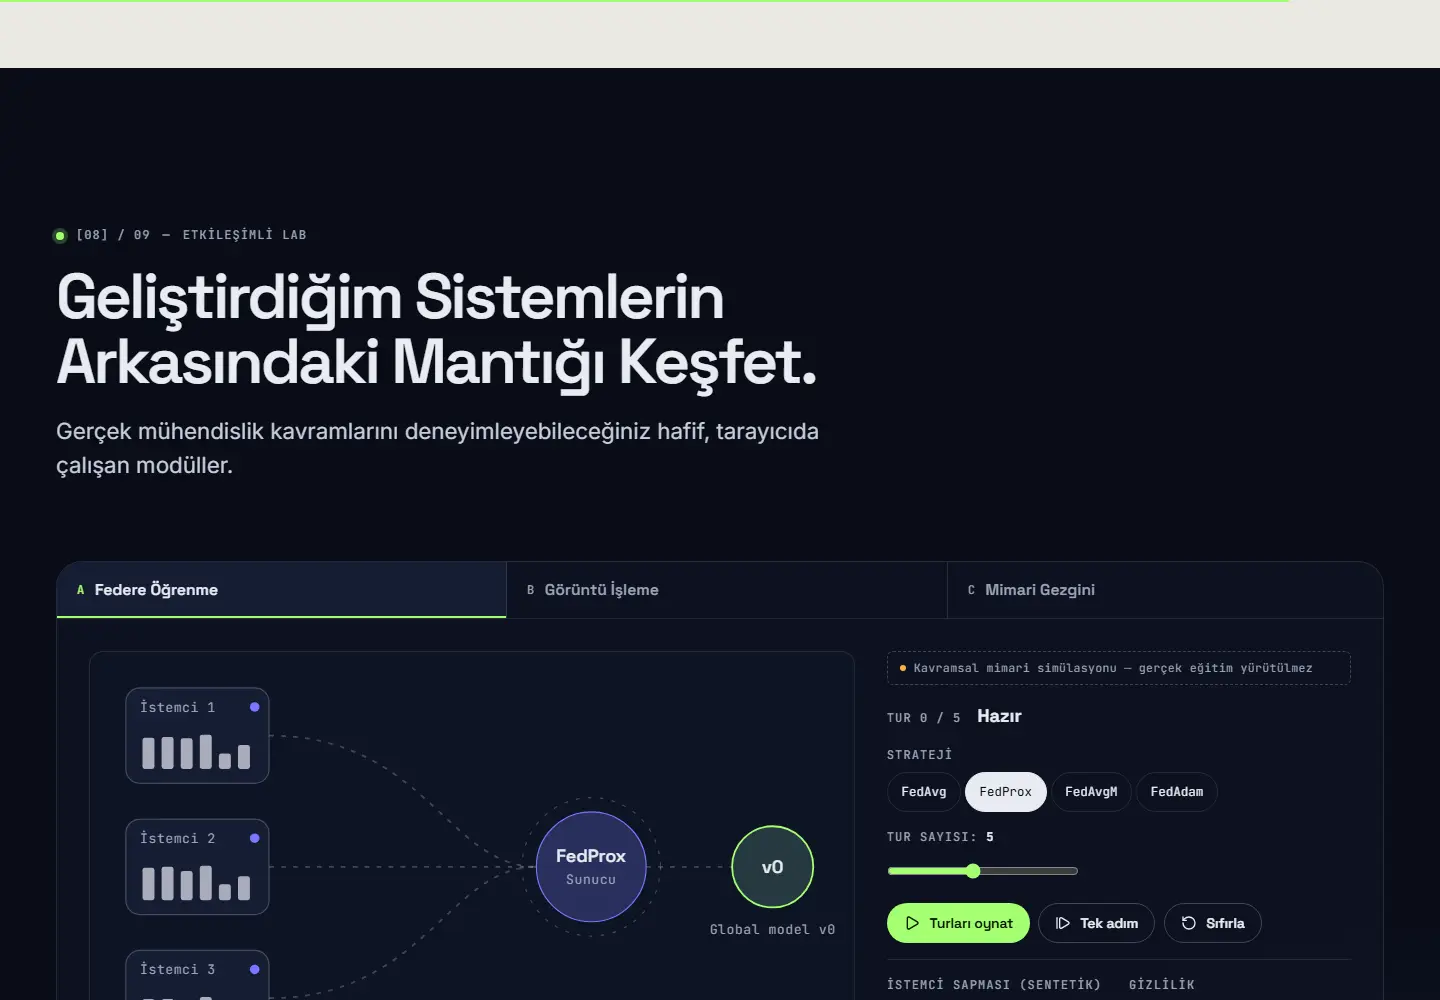 [08] / 09 — ETKİLEŞİMLİ LAB
Geliştirdiğim Sistemlerin
Arkasındaki Mantığı Keşfet.
Gerçek mühendislik kavramlarını deneyimleyebileceğiniz hafif, tarayıcıda
çalışan modüller.
A Federe Öğrenme
B Görüntü İşleme
C Mimari Gezgini
İstemci 1
İstemci 2
İstemci 3
FedProx
Sunucu
v0
Global model v0
Kavramsal mimari simülasyonu — gerçek eğitim yürütülmez
TUR 0 / 5 Hazır
STRATEJİ
FedAvg FedProx FedAvgM FedAdam
TUR SAYISI: 5
Turları oynat Tek adım Sıfırla
İSTEMCİ SAPMASI (SENTETİK) GİZLİLİK